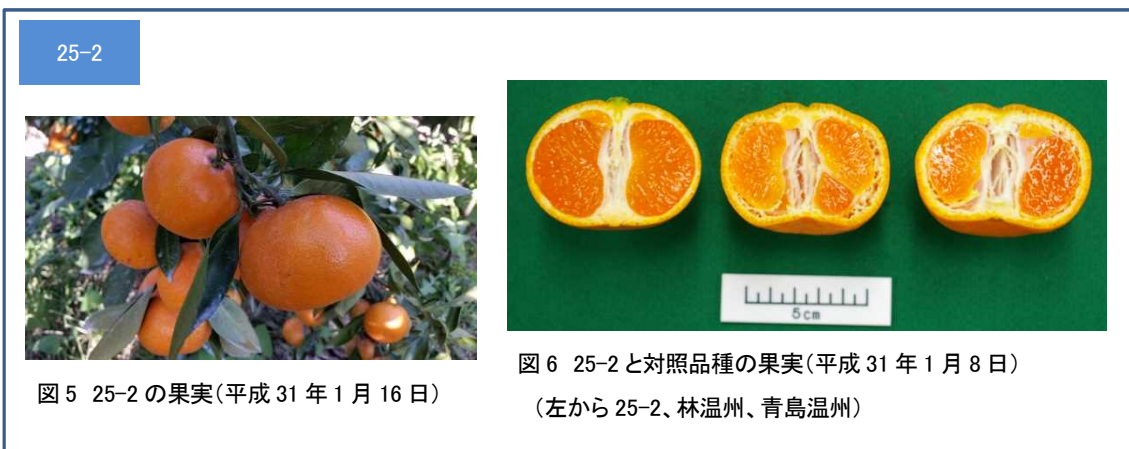 25-2
図5 25-2の果実(平成31年1月16日)
5cm
図6 25-2と対照品種の果実(平成31年1月8日)
(左から25-2、林温州、青島温州)